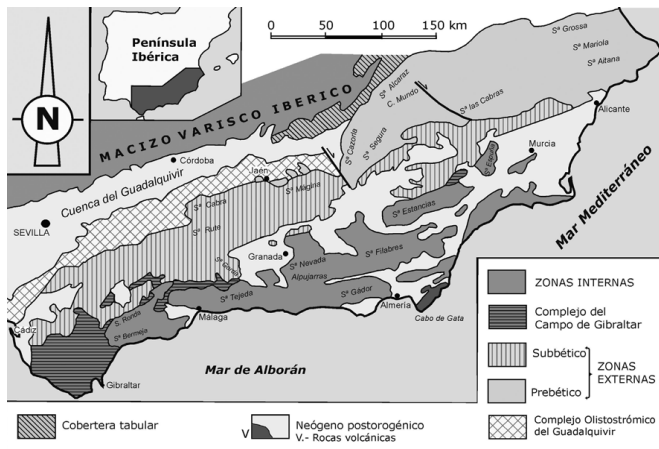 0 50 100 150 km
Península
Ibérica
N
MACIZO VARISCO IBERICO
Sª Grossa
Sª Mariola
Sª Aitana
Sª Alcaraz
C. Mundo
Sª las Cabras
Sª Cazorla
Sª Segura
Alicante
Córdoba
Murcia
Sª Espuña
Jaén
Cuenca del Guadalquivir
Sª Mágina
Sª Cabra
Sª Estancias
SEVILLA
Sª Rute
Mar Mediterráneo
Granada
Sª Filabres
Sª Gorda
Sª Nevada
Alpujarras
Sª Tejeda
Sª Gádor
Almería
Cádiz
S. Ronda
Málaga
Cabo de Gata
Sª Bermeja
Mar de Alborán
Gibraltar
ZONAS INTERNAS
Complejo del
Campo de Gibraltar
Subbético
ZONAS
EXTERNAS
Prebético
Cobertera tabular
V
Neógeno postorogénico
V.- Rocas volcánicas
Complejo Olistostrómico
del Guadalquivir